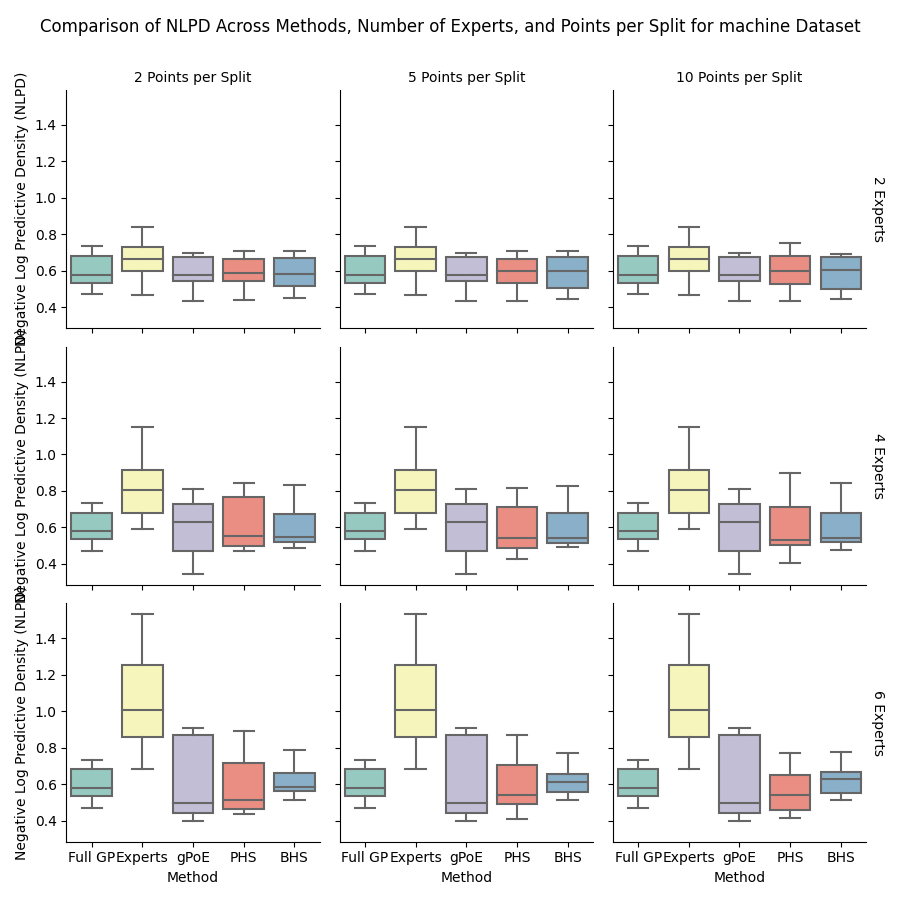 Comparison of NLPD Across Methods, Number of Experts, and Points per Split for machine Dataset
2 Points per Split
5 Points per Split
10 Points per Split
Negative Log Predictive Density (NLPD)
1.4
1.2
1.0
0.8
0.6
0.4
2 Experts
Negative Log Predictive Density (NLPD)
1.4
1.2
1.0
0.8
0.6
0.4
4 Experts
Negative Log Predictive Density (NLPD)
1.4
1.2
1.0
0.8
0.6
0.4
6 Experts
Full GP Experts gPoE PHS BHS
Full GP Experts gPoE PHS BHS
Full GP Experts gPoE PHS BHS
Method
Method
Method